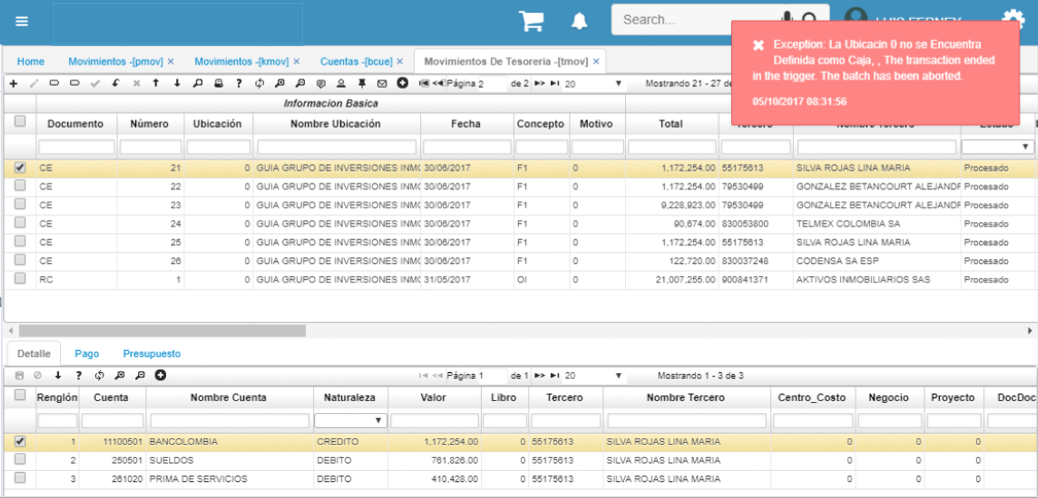 Search...
LUIS FERNEY
Exception: La Ubicacin 0 no se Encuentra
Definida como Caja, , The transaction ended
in the trigger. The batch has been aborted.
05/10/2017 08:31:56
Home Movimientos -[pmov] × Movimientos -[kmov] × Cuentas -[bcue] × Movimientos De Tesoreria -[tmov] ×
Página 2 de 2 20 Mostrando 21 - 27 de
Informacion Basica
Documento Número Ubicación Nombre Ubicación Fecha Concepto Motivo Total Tercero Nombre Tercero Estado
CE 21 0 GUIA GRUPO DE INVERSIONES INMO 30/06/2017 F1 0 1,172,254.00 55175613 SILVA ROJAS LINA MARIA Procesado
CE 22 0 GUIA GRUPO DE INVERSIONES INMO 30/06/2017 F1 0 1,172,254.00 79530499 GONZALEZ BETANCOURT ALEJANDR Procesado
CE 23 0 GUIA GRUPO DE INVERSIONES INMO 30/06/2017 F1 0 9,228,923.00 79530499 GONZALEZ BETANCOURT ALEJANDR Procesado
CE 24 0 GUIA GRUPO DE INVERSIONES INMO 30/06/2017 F1 0 90,674.00 830053800 TELMEX COLOMBIA SA Procesado
CE 25 0 GUIA GRUPO DE INVERSIONES INMO 30/06/2017 F1 0 1,172,254.00 55175613 SILVA ROJAS LINA MARIA Procesado
CE 26 0 GUIA GRUPO DE INVERSIONES INMO 30/06/2017 F1 0 122,720.00 830037248 CODENSA SA ESP Procesado
RC 1 0 GUIA GRUPO DE INVERSIONES INMO 31/05/2017 OI 0 21,007,255.00 900841371 AKTIVOS INMOBILIARIOS SAS Procesado
Detalle Pago Presupuesto
Página 1 de 1 20 Mostrando 1 - 3 de 3
Renglón Cuenta Nombre Cuenta Naturaleza Valor Libro Tercero Nombre Tercero Centro_Costo Negocio Proyecto DocDoc
1 11100501 BANCOLOMBIA CREDITO 1,172,254.00 0 55175613 SILVA ROJAS LINA MARIA 0 0 0
2 250501 SUELDOS DEBITO 761,826.00 0 55175613 SILVA ROJAS LINA MARIA 0 0 0
3 261020 PRIMA DE SERVICIOS DEBITO 410,428.00 0 55175613 SILVA ROJAS LINA MARIA 0 0 0